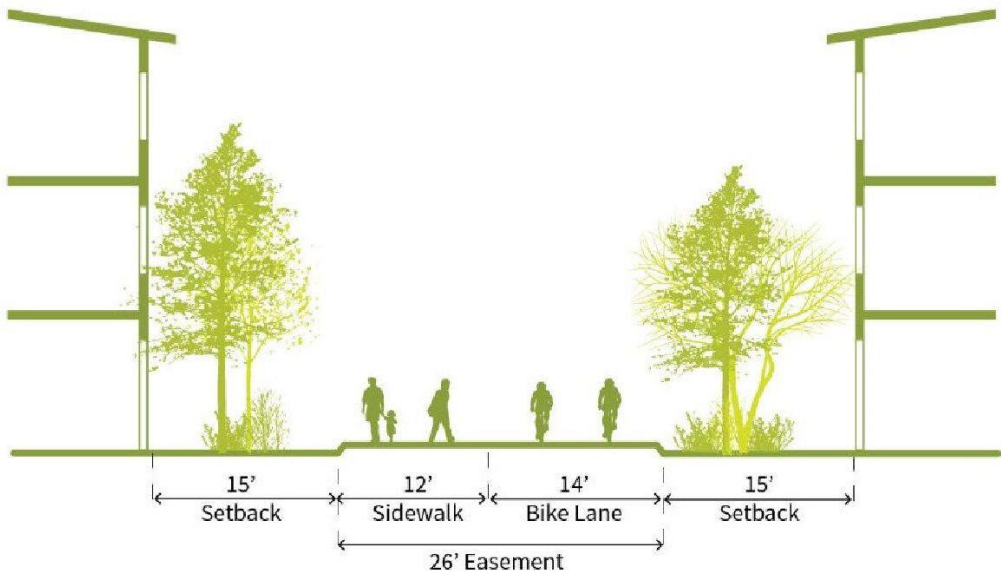 15’ 12’ 14’ 15’
Setback Sidewalk Bike Lane Setback
26’ Easement